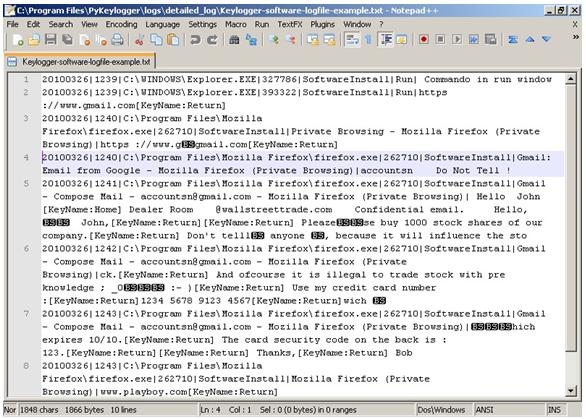 C:\Program Files\PyKeylogger\logs\detailed_log\Keylogger-software-logfile-example.txt - Notepad++
File Edit Search View Encoding Language Settings Macro Run TextFX Plugins Window ? X
Keylogger-software-logfile-example.txt
1 20100326|1239|C:\WINDOWS\Explorer.EXE|327786|SoftwareInstall|Run| Commando in run window
2 20100326|1239|C:\WINDOWS\Explorer.EXE|393322|SoftwareInstall|Run|https
://www.gmail.com[KeyName:Return]
3 20100326|1240|C:\Program Files\Mozilla
Firefox\firefox.exe|262710|SoftwareInstall|Private Browsing - Mozilla Firefox (Private
Browsing)|https ://www.gBSgmail.com[KeyName:Return]
4 20100326|1240|C:\Program Files\Mozilla Firefox\firefox.exe|262710|SoftwareInstall|Gmail:
Email from Google - Mozilla Firefox (Private Browsing)|accountsn Do Not Tell !
5 20100326|1241|C:\Program Files\Mozilla Firefox\firefox.exe|262710|SoftwareInstall|Gmail
- Compose Mail - accountsn@gmail.com - Mozilla Firefox (Private Browsing)| Hello John
[KeyName:Home] Dealer Room @wallstreettrade.com Confidential email. Hello,
BSBS John,[KeyName:Return][KeyName:Return] PleazeBSBSse buy 1000 stock shares of our
company.[KeyName:Return] Don't telllBS anyone BS, because it will influence the sto
6 20100326|1242|C:\Program Files\Mozilla Firefox\firefox.exe|262710|SoftwareInstall|Gmail
- Compose Mail - accountsn@gmail.com - Mozilla Firefox (Private
Browsing)|ck.[KeyName:Return] And ofcourse it is illegal to trade stock with pre
knowledge ; _OBSBSBSBS :- )[KeyName:Return] Use my credit card number
:[KeyName:Return]1234 5678 9123 4567[KeyName:Return]wich BS
7 20100326|1243|C:\Program Files\Mozilla Firefox\firefox.exe|262710|SoftwareInstall|Gmail
- Compose Mail - accountsn@gmail.com - Mozilla Firefox (Private Browsing)|BSBSBSBShich
expires 10/10.[KeyName:Return] The card security code on the back is :
123.[KeyName:Return][KeyName:Return] Thanks,[KeyName:Return] Bob
8 20100326|1243|C:\Program Files\Mozilla
Firefox\firefox.exe|262710|SoftwareInstall|Mozilla Firefox (Private
Browsing)|www.playboy.com[KeyName:Return]
Nor 1848 chars 1866 bytes 10 lines Ln : 4 Col : 1 Sel : 0 (0 bytes) in 0 ranges Dos\Windows ANSI INS